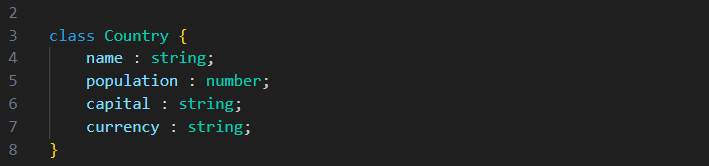 2
3 class Country {
4 name : string;
5 population : number;
6 capital : string;
7 currency : string;
8 }